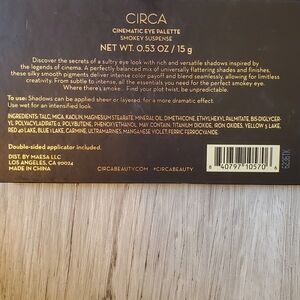 CIRCA
CINEMATIC EYE PALETTE
SMOKEY SUSPENSE
NET WT. 0.53 OZ / 15 g
Discover the secrets of a sultry eye look with rich and versatile shadows inspired by
the legends of cinema. A perfectly balanced mix of universally flattering shades and finishes,
these silky smooth pigments deliver intense color payoff and blend seamlessly, allowing for limitless
creativity. From subtle to intense, all the essentials you need for the perfect smokey eye.
Where there's smoke... Find your plot twist, be unpredictable.
To use: Shadows can be applied sheer or layered, for a more dramatic effect.
Use wet for an intensified look.
INGREDIENTS: TALC, MICA, KAOLIN, MAGNESIUM STEARATE, MINERAL OIL, DIMETHICONE, ETHYLHEXYL PALMITATE, BIS-DIGLYCER-
YL POLYACYLADIPATE-2, POLYBUTENE, PHENOXYETHANOL, MAY CONTAIN: TITANIUM DIOXIDE, IRON OXIDES, YELLOW 5 LAKE,
RED 40 LAKE, BLUE 1 LAKE, CARMINE, ULTRAMARINES, MANGANESE VIOLET, FERRIC FERROCYANIDE.
Double-sided applicator included.
DIST. BY MAESA LLC
LOS ANGELES, CA 90024
MADE IN CHINA
CIRCABEAUTY.COM • #CIRCABEAUTY
8 40797 10570 6